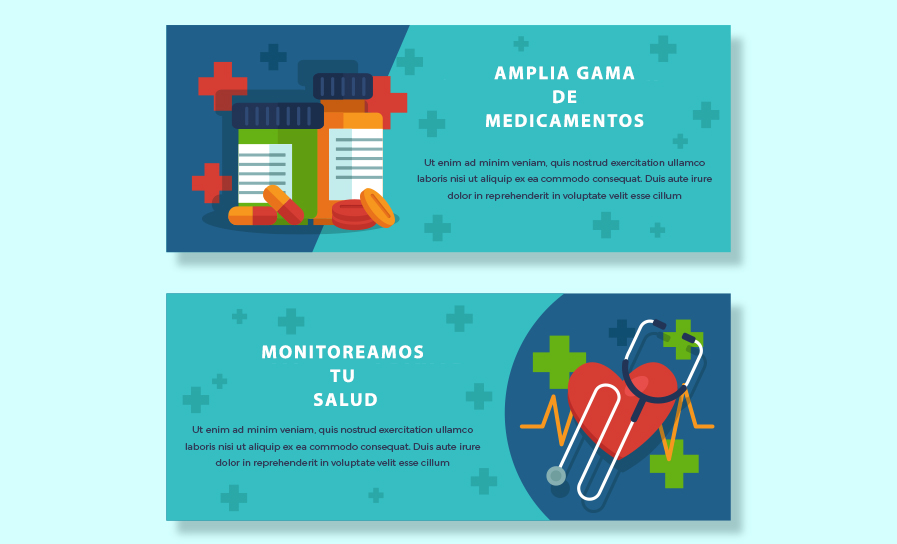 AMPLIA GAMA
DE
MEDICAMENTOS
Ut enim ad minim veniam, quis nostrud exercitation ullamco
laboris nisi ut aliquip ex ea commodo consequat. Duis aute irure
dolor in reprehenderit in voluptate velit esse cillum
MONITOREAMOS
TU
SALUD
Ut enim ad minim veniam, quis nostrud exercitation ullamco
laboris nisi ut aliquip ex ea commodo consequat. Duis aute irure
dolor in reprehenderit in voluptate velit esse cillum